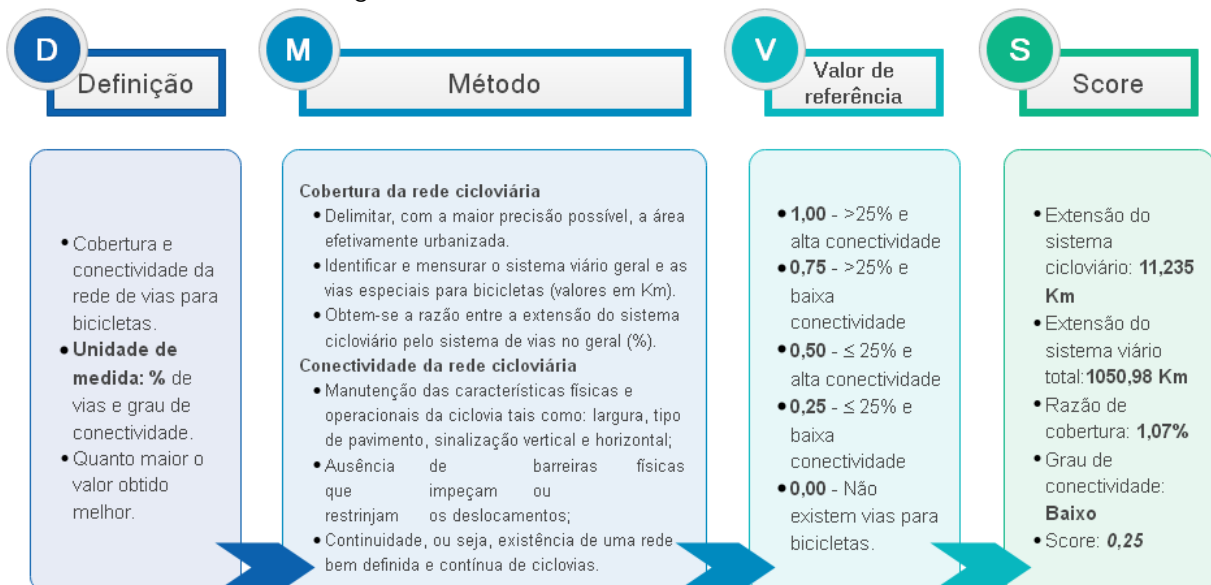 g
D
Definição
M
Método
V
Valor de
referência
S
Score
• Cobertura e
conectividade da
rede de vias para
bicicletas.
• Unidade de
medida: % de
vias e grau de
conectividade.
• Quanto maior o
valor obtido
melhor.
Cobertura da rede cicloviária
• Delimitar, com a maior precisão possível, a área
efetivamente urbanizada.
• Identificar e mensurar o sistema viário geral e as
vias especiais para bicicletas (valores em Km).
• Obtem-se a razão entre a extensão do sistema
cicloviário pelo sistema de vias no geral (%).
Conectividade da rede cicloviária
• Manutenção das características físicas e
operacionais da ciclovia tais como: largura, tipo
de pavimento, sinalização vertical e horizontal;
• Ausência de barreiras físicas
que impeçam ou
restrinjam os deslocamentos;
• Continuidade, ou seja, existência de uma rede
bem definida e contínua de ciclovias.
• 1,00 - >25% e
alta conectividade
• 0,75 - >25% e
baixa
conectividade
• 0,50 - ≤ 25% e
alta conectividade
• 0,25 - ≤ 25% e
baixa
conectividade
• 0,00 - Não
existem vias para
bicicletas.
• Extensão do
sistema
cicloviário: 11,235
Km
• Extensão do
sistema viário
total:1050,98 Km
• Razão de
cobertura: 1,07%
• Grau de
conectividade:
Baixo
• Score: 0,25